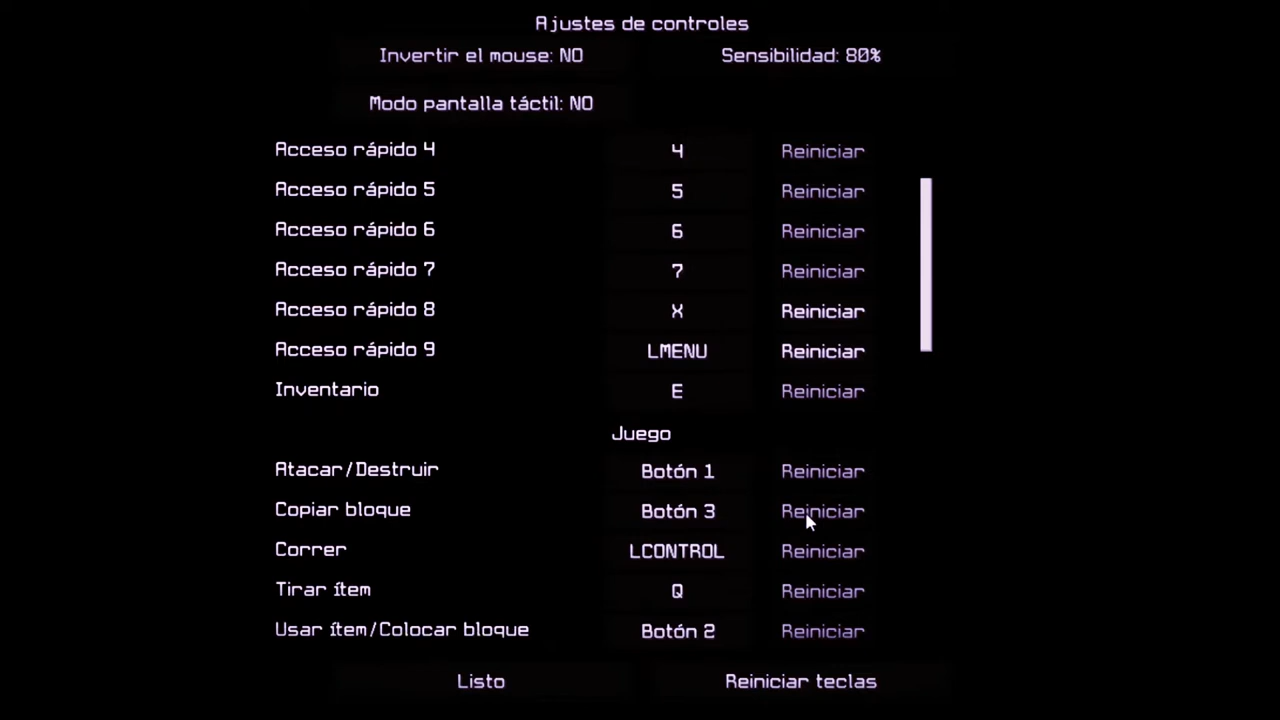 Ajustes de controles
Invertir el mouse: NO Sensibilidad: 80%
Modo pantalla táctil: NO
Acceso rápido 4 4 Reiniciar
Acceso rápido 5 5 Reiniciar
Acceso rápido 6 6 Reiniciar
Acceso rápido 7 7 Reiniciar
Acceso rápido 8 X Reiniciar
Acceso rápido 9 LMENU Reiniciar
Inventario E Reiniciar
Juego
Atacar/Destruir Botón 1 Reiniciar
Copiar bloque Botón 3 Reiniciar
Correr LCONTROL Reiniciar
Tirar ítem Q Reiniciar
Usar ítem/Colocar bloque Botón 2 Reiniciar
Listo Reiniciar teclas